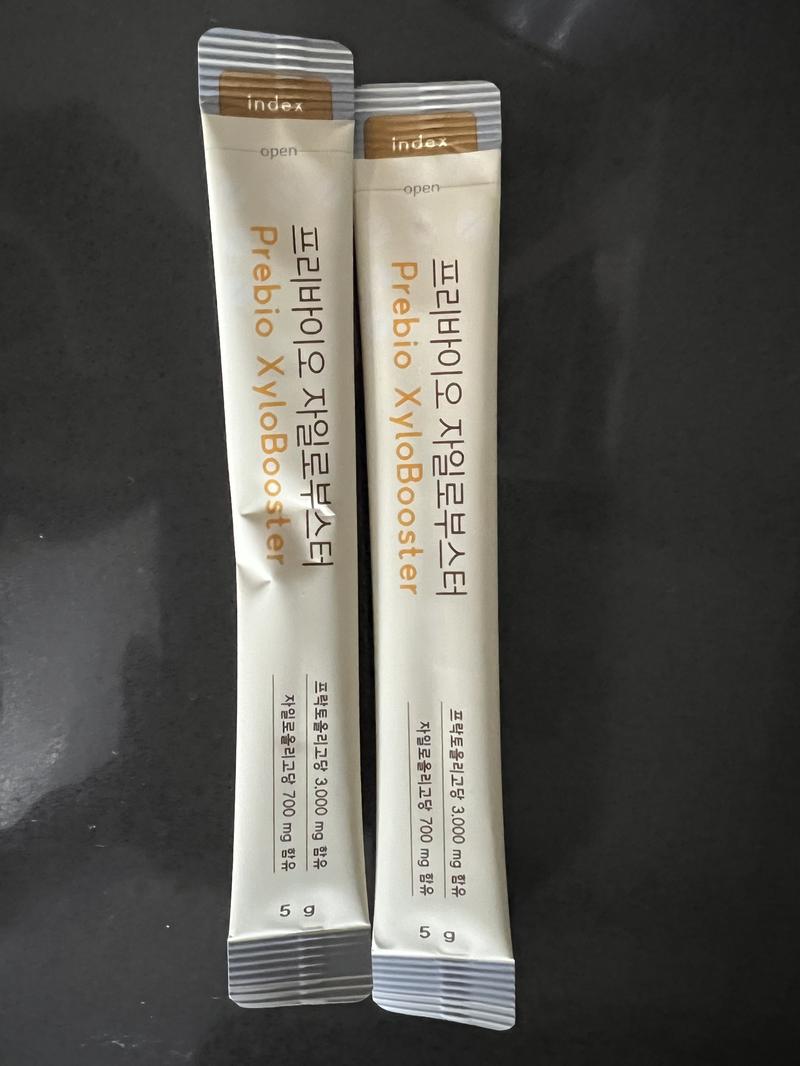 index
open
프리바이오 자일로부스터
Prebio XyloBooster
프락토올리고당 3,000 mg 함유
자일로올리고당 700 mg 함유
5 g
index
open
프리바이오 자일로부스터
Prebio XyloBooster
프락토올리고당 3,000 mg 함유
자일로올리고당 700 mg 함유
5 g